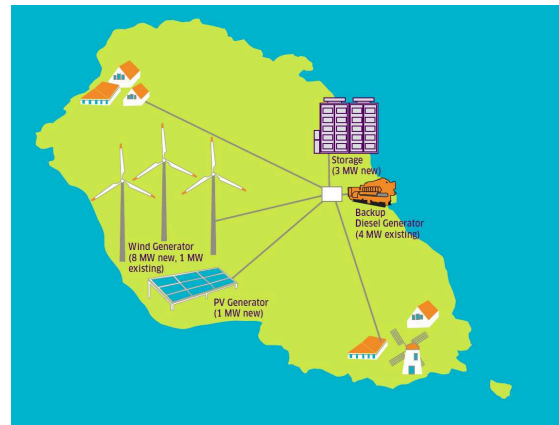 Storage
(3 MW new)
Backup
Diesel Generator
(4 MW existing)
Wind Generator
(8 MW new, 1 MW
existing)
PV Generator
(1 MW new)